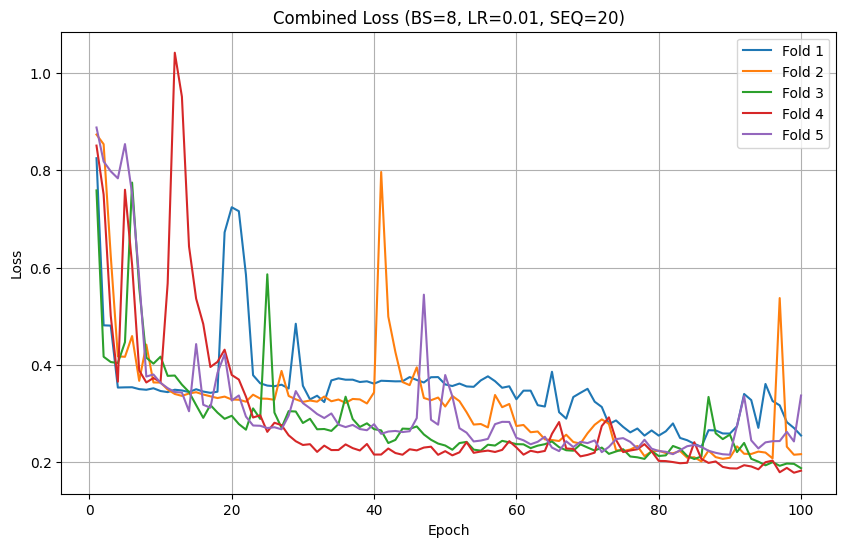 Combined Loss (BS=8, LR=0.01, SEQ=20)
Fold 1
Fold 2
Fold 3
Fold 4
Fold 5
1.0
0.8
0.6
0.4
0.2
Loss
0 20 40 60 80 100
Epoch